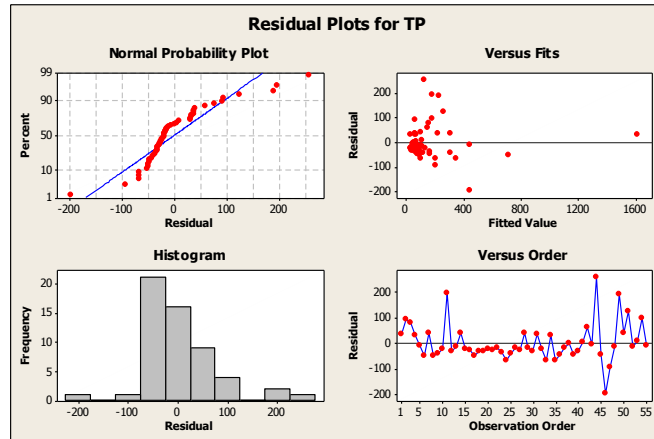 Residual Plots for TP
Normal Probability Plot
99
90
50
10
1
Percent
-200 -100 0 100 200
Residual
Versus Fits
200
100
0
-100
-200
Residual
0 400 800 1200 1600
Fitted Value
Histogram
20
15
10
5
0
Frequency
-200 -100 0 100 200
Residual
Versus Order
200
100
0
-100
-200
Residual
1 5 10 15 20 25 30 35 40 45 50 55
Observation Order